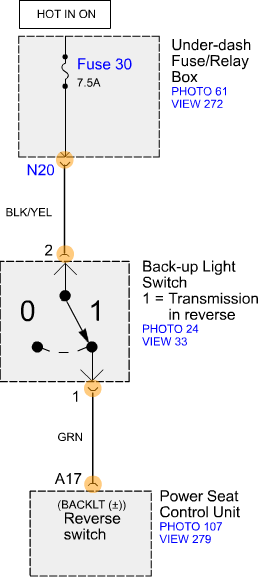 HOT IN ON
Fuse 30
7.5A
Under-dash
Fuse/Relay
Box
PHOTO 61
VIEW 272
N20
BLK/YEL
2
0
1
Back-up Light
Switch
1 = Transmission
in reverse
PHOTO 24
VIEW 33
1
GRN
A17
(BACKLT (±))
Reverse
switch
Power Seat
Control Unit
PHOTO 107
VIEW 279